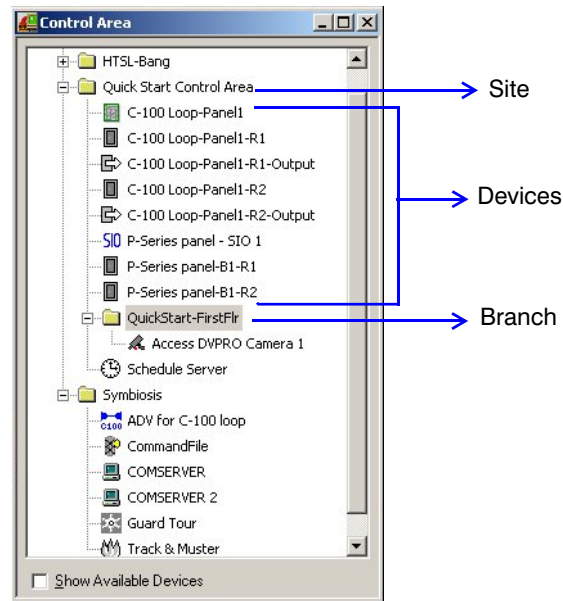 Control Area
HTSL-Bang
Quick Start Control Area
Site
C-100 Loop-Panel1
C-100 Loop-Panel1-R1
C-100 Loop-Panel1-R1-Output
C-100 Loop-Panel1-R2
Devices
C-100 Loop-Panel1-R2-Output
SIO P-Series panel - SIO 1
P-Series panel-B1-R1
P-Series panel-B1-R2
QuickStart-FirstFlr
Branch
Access DVPRO Camera 1
Schedule Server
Symbiosis
C100 ADV for C-100 loop
CommandFile
COMSERVER
COMSERVER 2
Guard Tour
Track & Muster
Show Available Devices